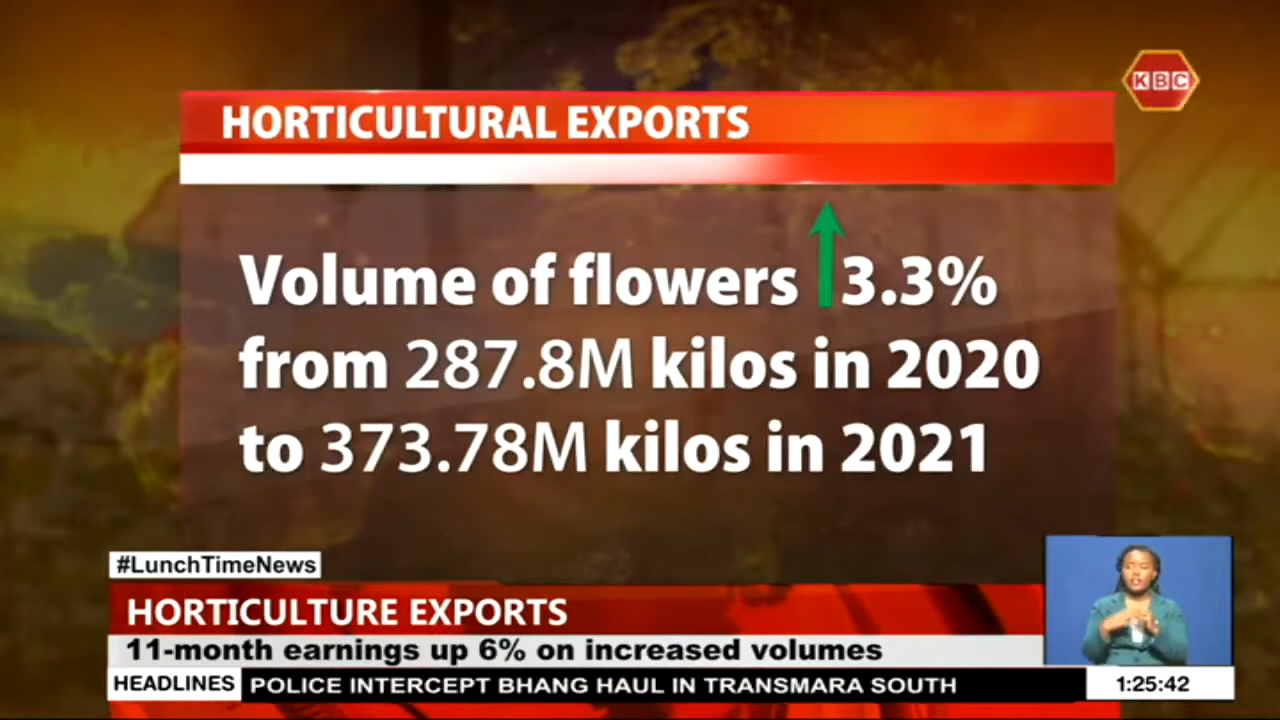 KBC
HORTICULTURAL EXPORTS
Volume of flowers 3.3%
from 287.8M kilos in 2020
to 373.78M kilos in 2021
#LunchTimeNews
HORTICULTURE EXPORTS
11-month earnings up 6% on increased volumes
HEADLINES POLICE INTERCEPT BHANG HAUL IN TRANSMARA SOUTH 1:25:42